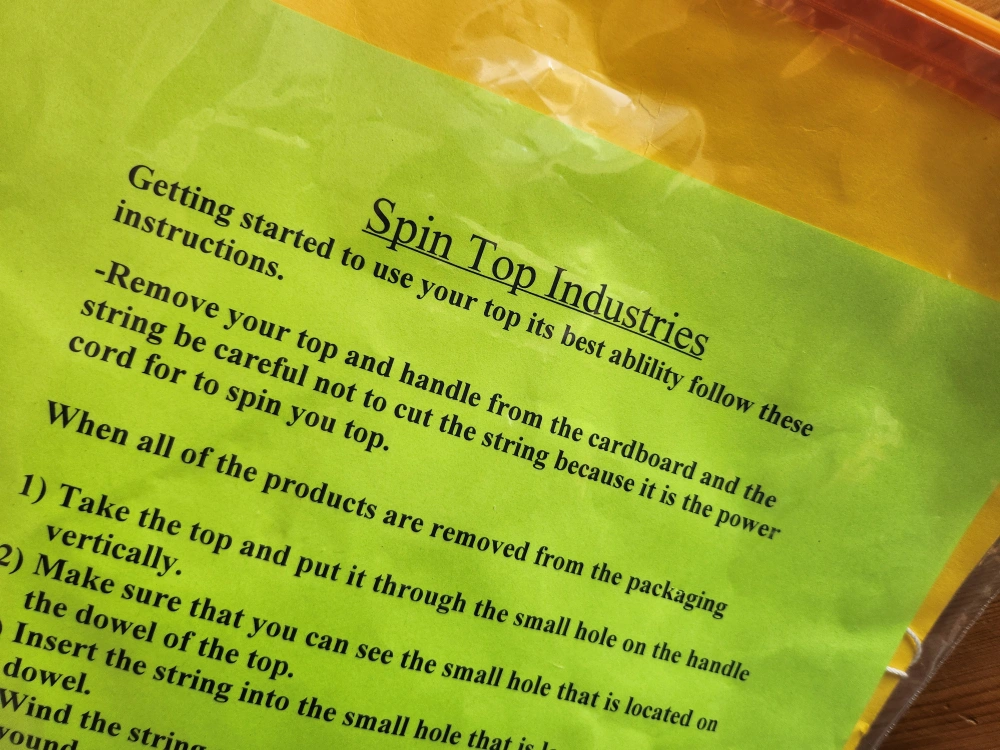 Spin Top Industries
Getting started to use your top its best ablility follow these
instructions.
-Remove your top and handle from the cardboard and the
string be careful not to cut the string because it is the power
cord for to spin you top.
When all of the products are removed from the packaging
1) Take the top and put it through the small hole on the handle
vertically.
2) Make sure that you can see the small hole that is located on
the dowel of the top.
) Insert the string into the small hole that is
dowel.
Wind the string
wound